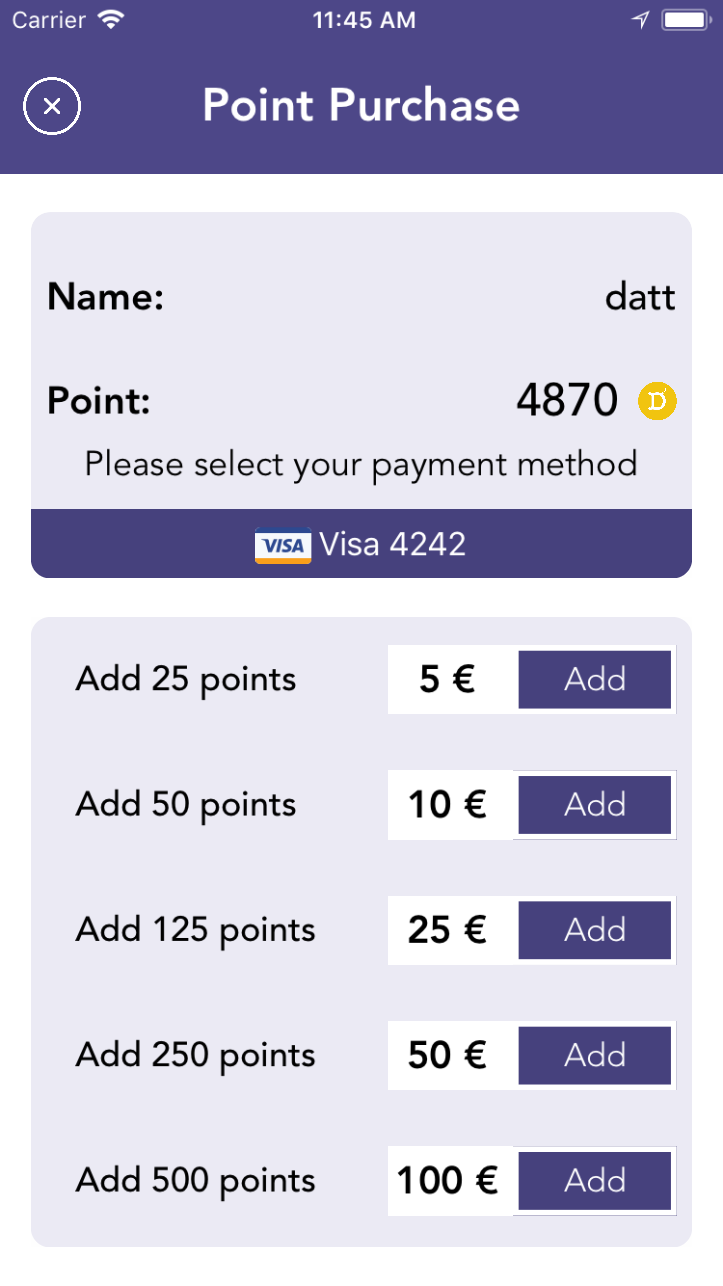 Carrier 11:45 AM
Point Purchase
Name: datt
Point: 4870 D
Please select your payment method
VISA Visa 4242
Add 25 points 5 € Add
Add 50 points 10 € Add
Add 125 points 25 € Add
Add 250 points 50 € Add
Add 500 points 100 € Add